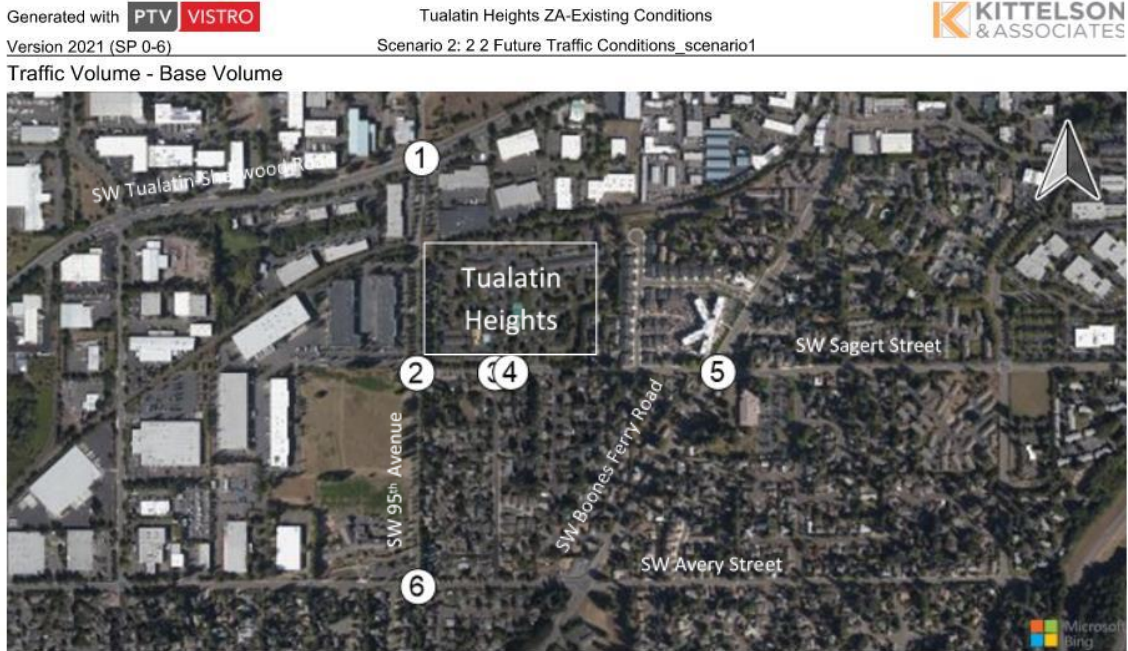 Generated with PTV VISTRO
Tualatin Heights ZA-Existing Conditions
KITTELSON
& ASSOCIATES
Version 2021 (SP 0-6)
Scenario 2: 2 2 Future Traffic Conditions_scenario1
Traffic Volume - Base Volume
1
SW Tualatin-Sherwood Road
Tualatin
Heights
SW Sagert Street
2
3
4
5
SW Boones Ferry Road
SW 95th Avenue
SW Avery Street
6
Microsoft
Bing